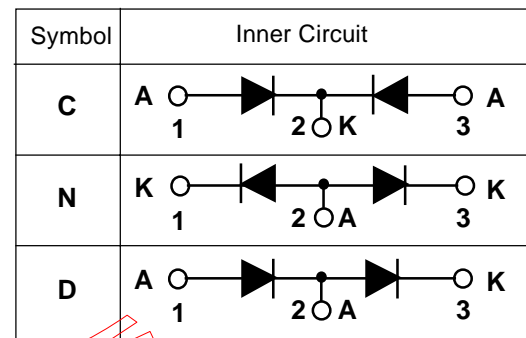 Symbol Inner Circuit
C A K A
1 2 3
N K A K
1 2 3
D A A K
1 2 3